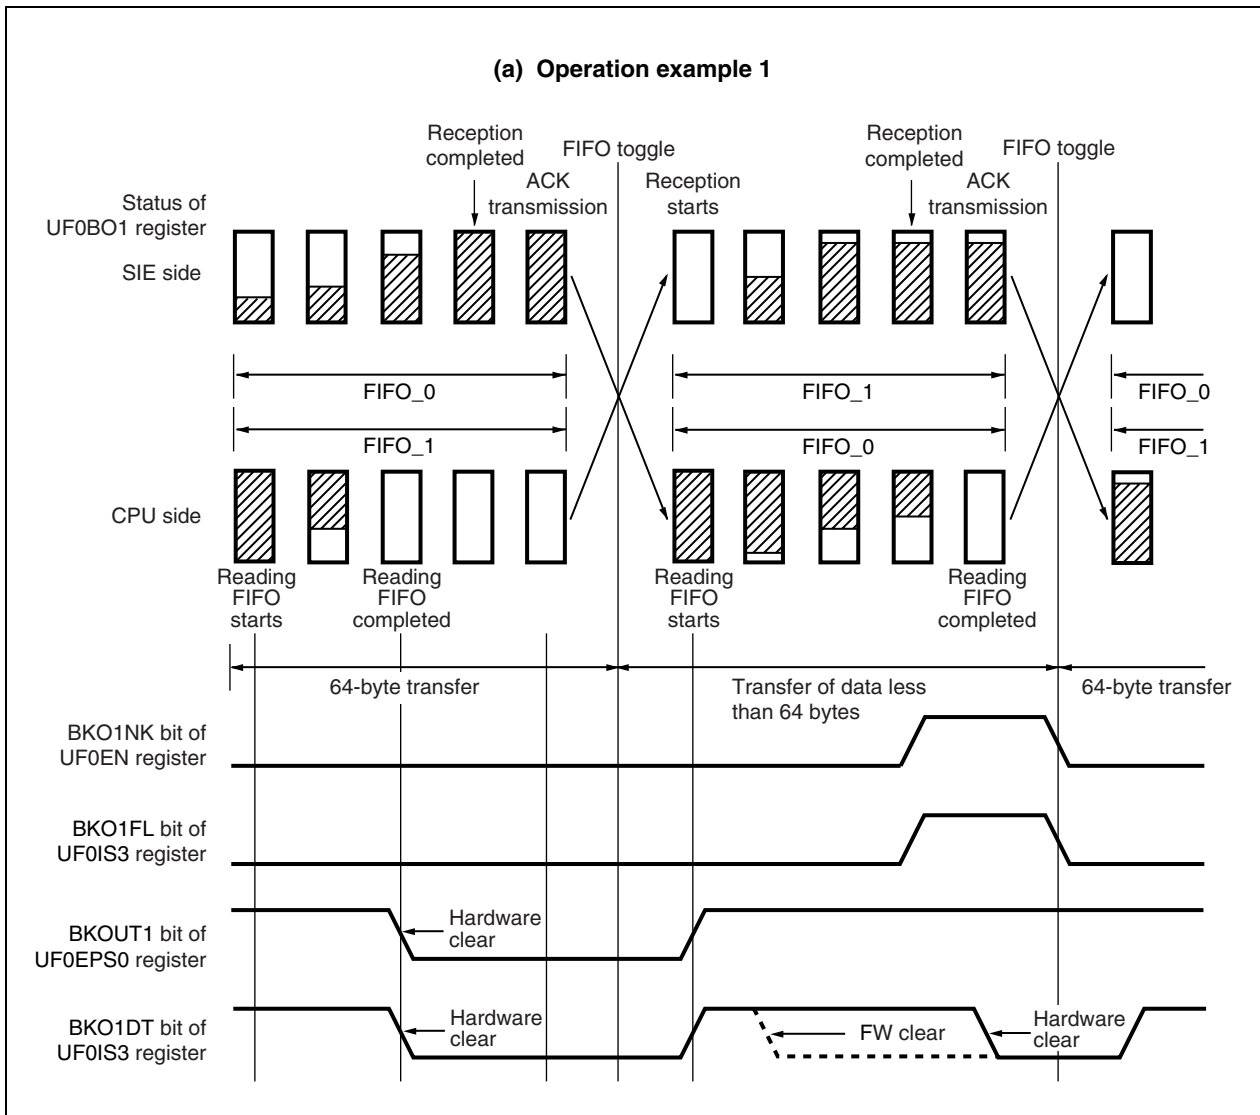 (a) Operation example 1
Reception
completed
FIFO toggle
Reception
completed
FIFO toggle
ACK
transmission
Reception
starts
ACK
transmission
Status of
UF0BO1 register
SIE side
FIFO_0
FIFO_1
FIFO_0
FIFO_1
FIFO_0
FIFO_1
CPU side
Reading
FIFO
starts
Reading
FIFO
completed
Reading
FIFO
starts
Reading
FIFO
completed
64-byte transfer
Transfer of data less
than 64 bytes
64-byte transfer
BKO1NK bit of
UF0EN register
BKO1FL bit of
UF0IS3 register
BKOUT1 bit of
UF0EPS0 register
Hardware
clear
BKO1DT bit of
UF0IS3 register
Hardware
clear
FW clear
Hardware
clear